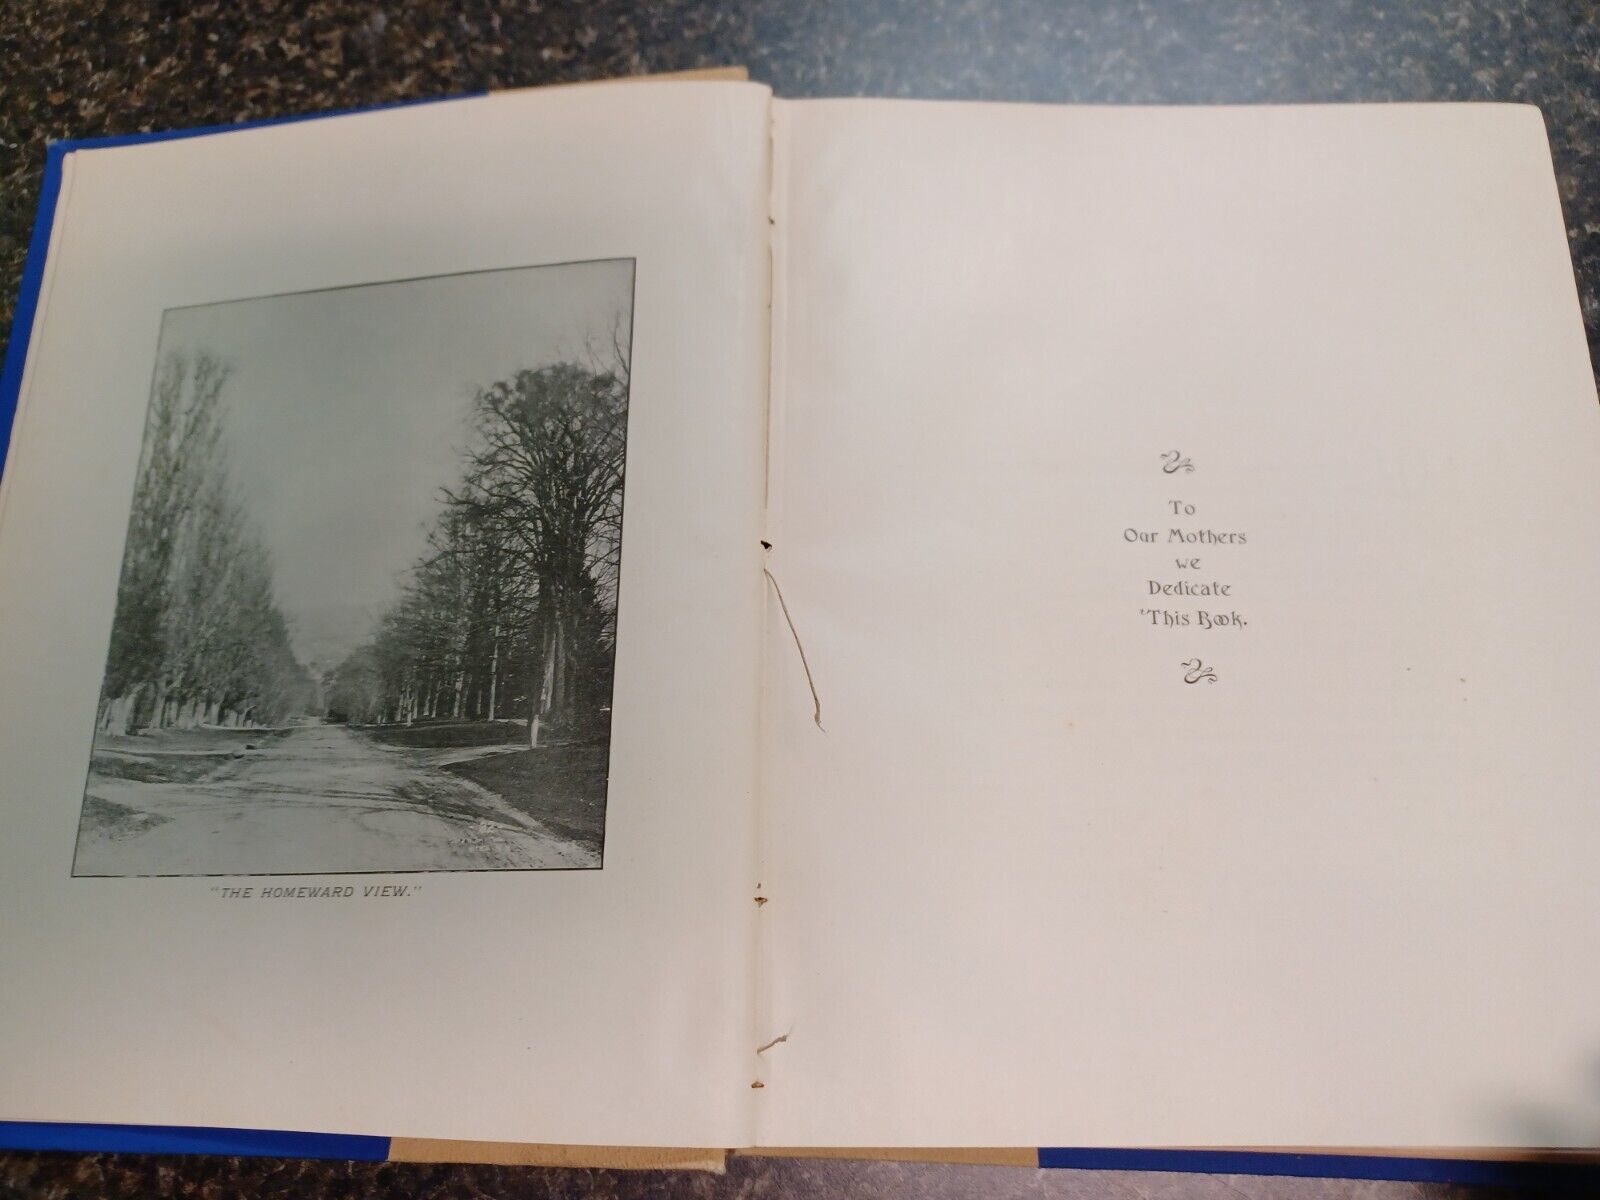 "THE HOMEWARD VIEW."
To
Our Mothers
we
Dedicate
This Book.